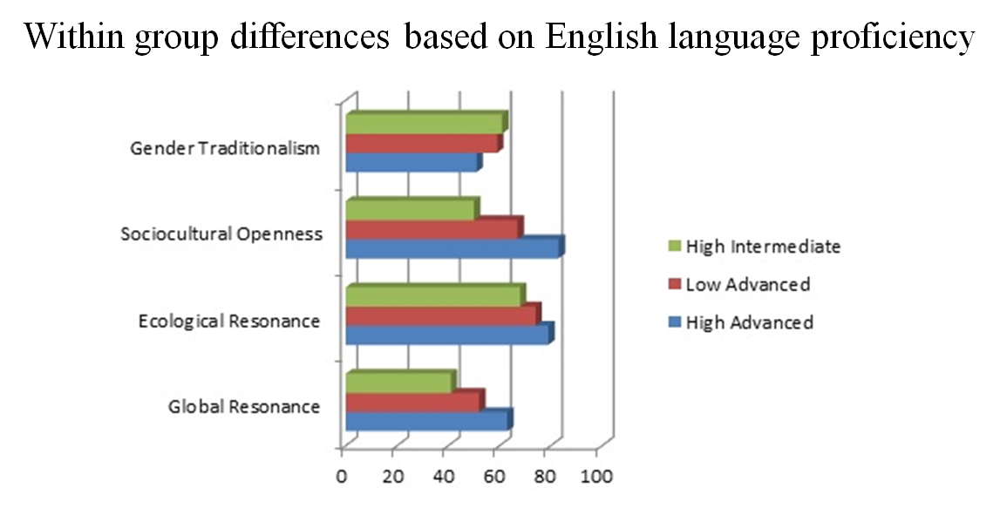 Within group differences based on English language proficiency
Gender Traditionalism
Sociocultural Openness
Ecological Resonance
Global Resonance
High Intermediate
Low Advanced
High Advanced
0 20 40 60 80 100